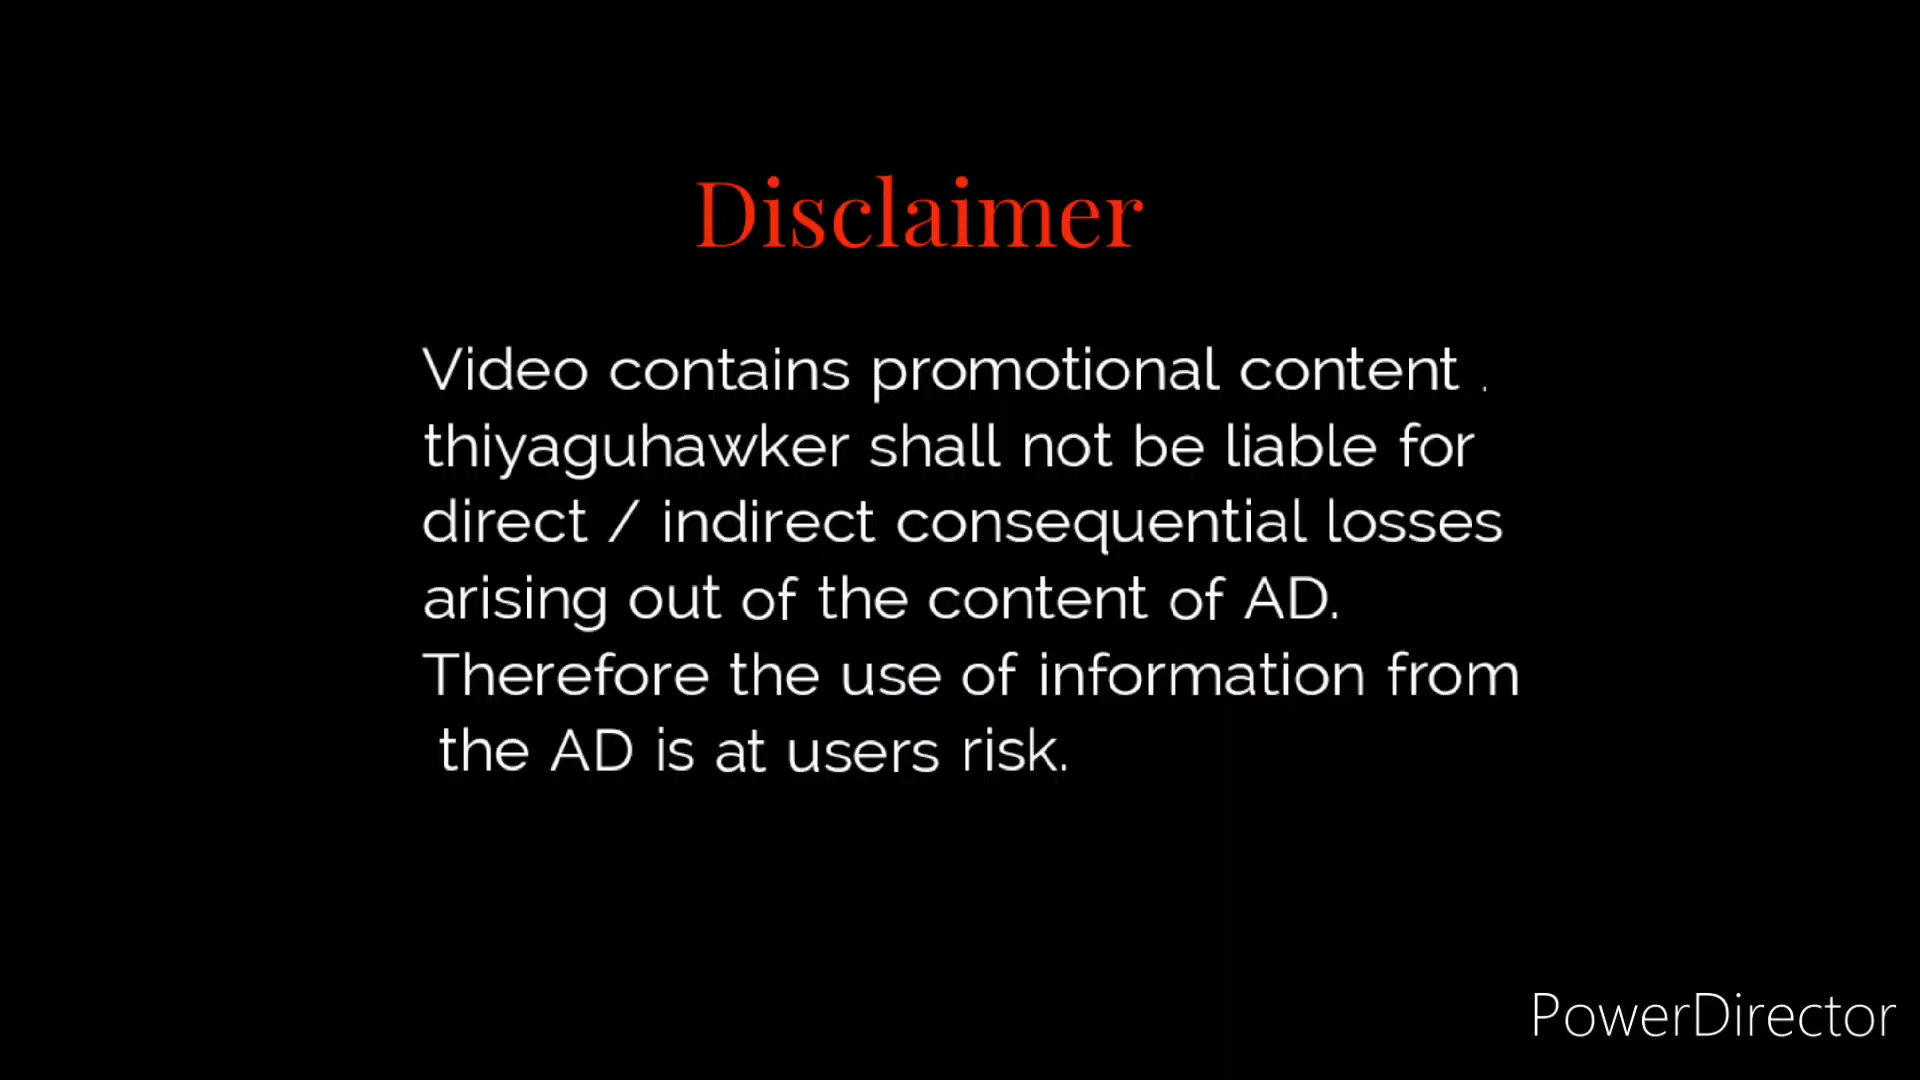 Disclaimer
Video contains promotional content .
thiyaguhawker shall not be liable for
direct / indirect consequential losses
arising out of the content of AD.
Therefore the use of information from
the AD is at users risk.
PowerDirector